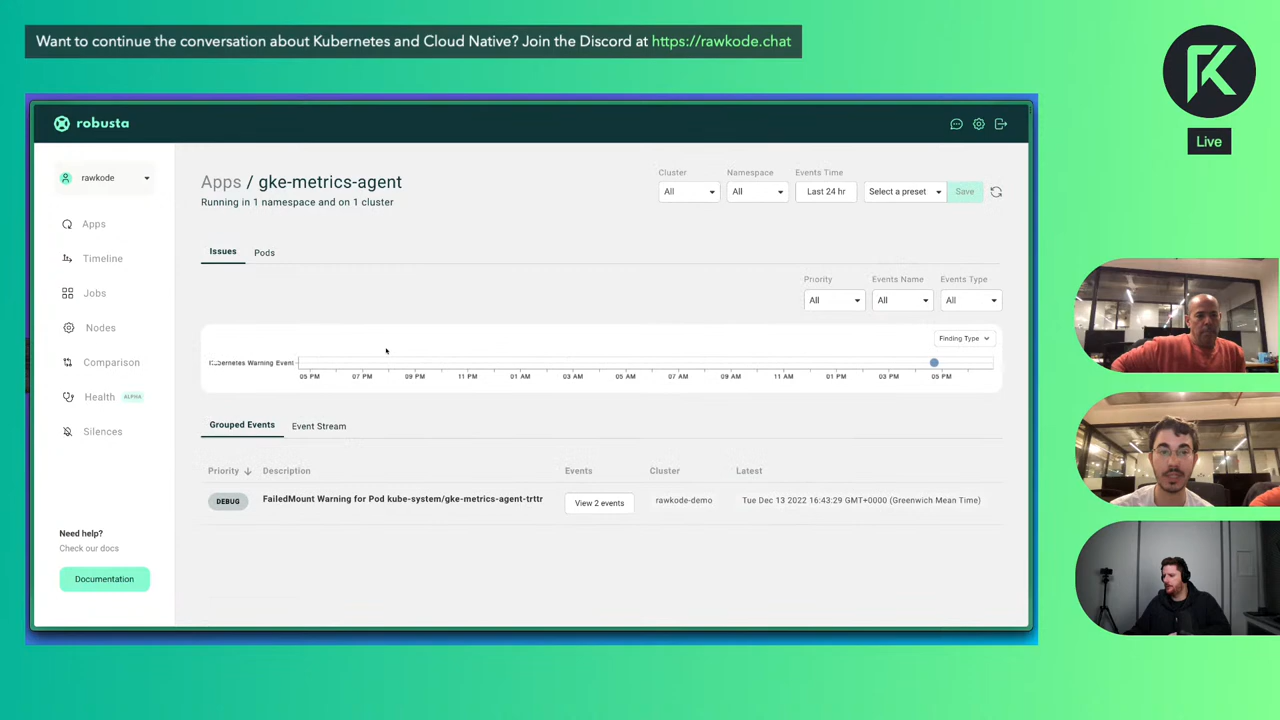 Want to continue the conversation about Kubernetes and Cloud Native? Join the Discord at https://rawkode.chat
Live
robusta
rawkode
Apps
Timeline
Jobs
Nodes
Comparison
Health ALPHA
Silences
Need help?
Check our docs
Documentation
Apps / gke-metrics-agent
Running in 1 namespace and on 1 cluster
Cluster Namespace Events Time
All All Last 24 hr Select a preset Save
Issues Pods
Priority Events Name Events Type
All All All
Finding Type
Kubernetes Warning Event
05 PM 07 PM 09 PM 11 PM 01 AM 03 AM 05 AM 07 AM 09 AM 11 AM 01 PM 03 PM 05 PM
Grouped Events Event Stream
Priority Description Events Cluster Latest
DEBUG FailedMount Warning for Pod kube-system/gke-metrics-agent-trttr View 2 events rawkode-demo Tue Dec 13 2022 16:43:29 GMT+0000 (Greenwich Mean Time)